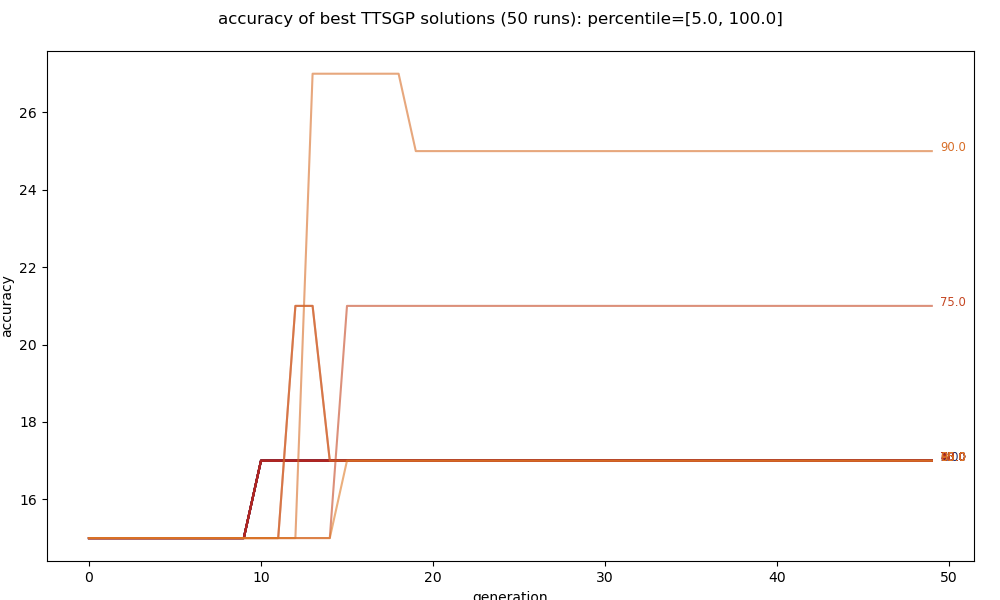 accuracy of best TTSGP solutions (50 runs): percentile=[5.0, 100.0]
accuracy
26
24
22
20
18
16
90.0
75.0
0 10 20 30 40 50
generation